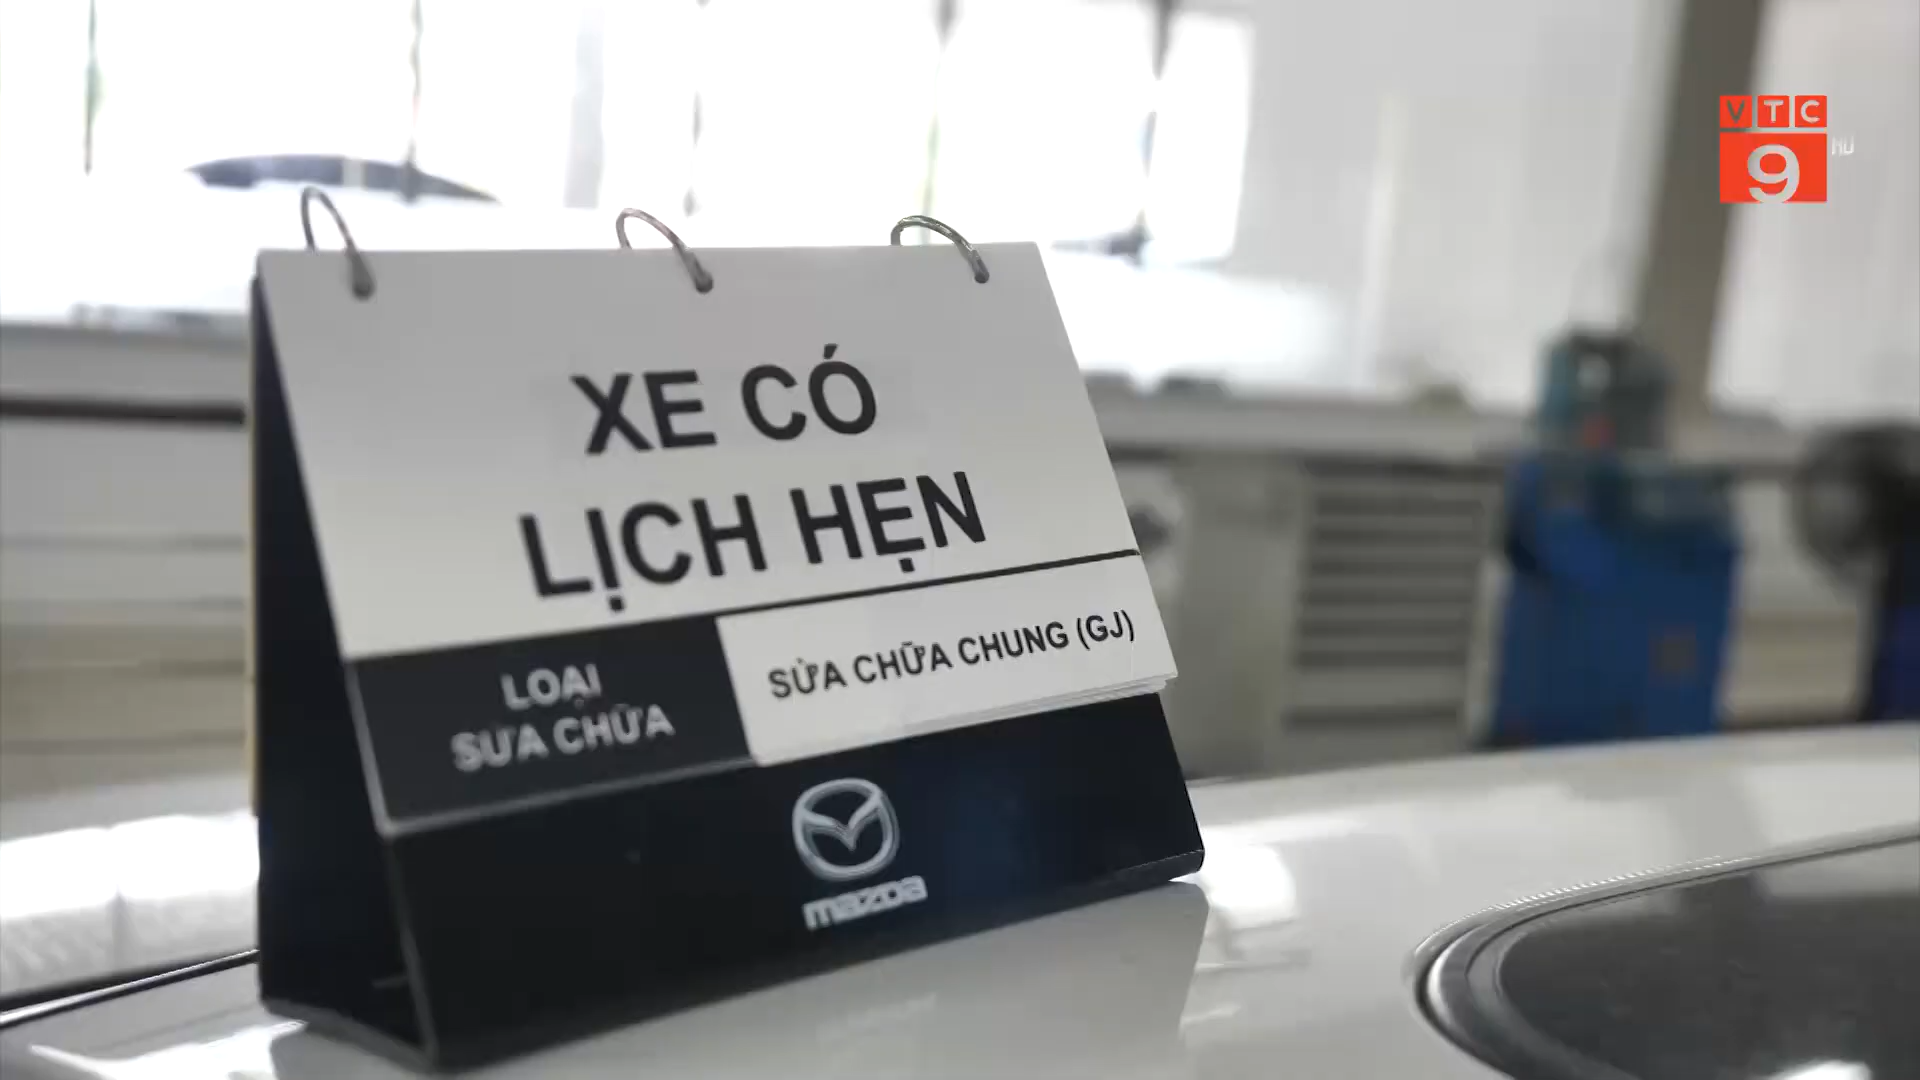 VTC
9
HD
XE CÓ
LỊCH HẸN
LOẠI
SỬA CHỮA
SỬA CHỮA CHUNG (GJ)
mazda